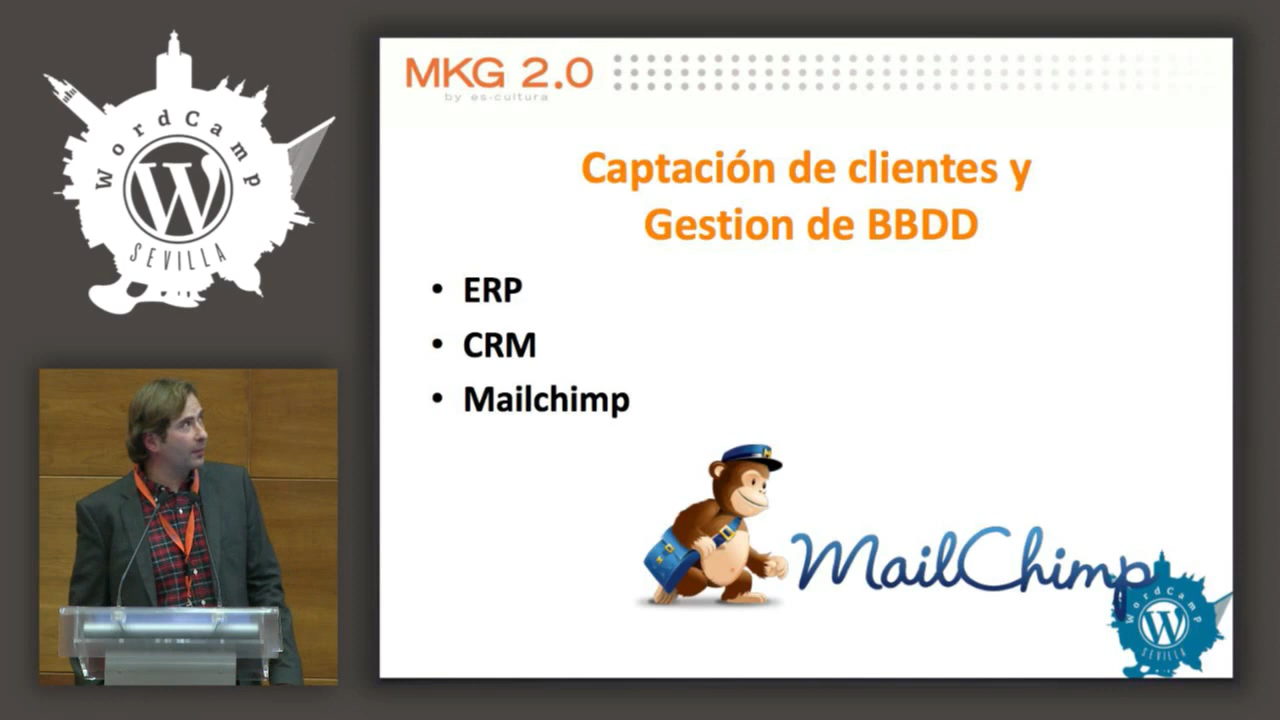 WordCamp
SEVILLA
MKG 2.0
by es-cultura
Captación de clientes y
Gestion de BBDD
• ERP
• CRM
• Mailchimp
MailChimp
WordCamp
SEVILLA